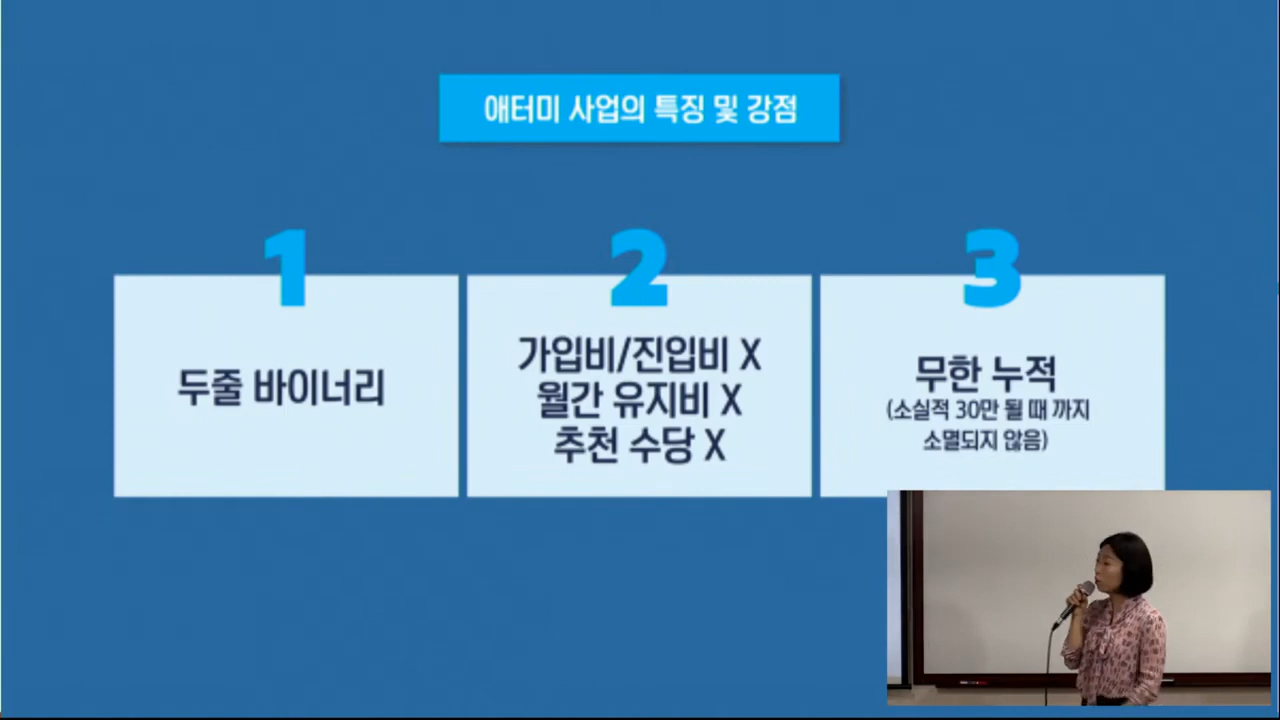 애터미 사업의 특징 및 강점
1
두줄 바이너리
2
가입비/진입비 X
월간 유지비 X
추천 수당 X
3
무한 누적
(소실적 30만 될 때 까지
소멸되지 않음)